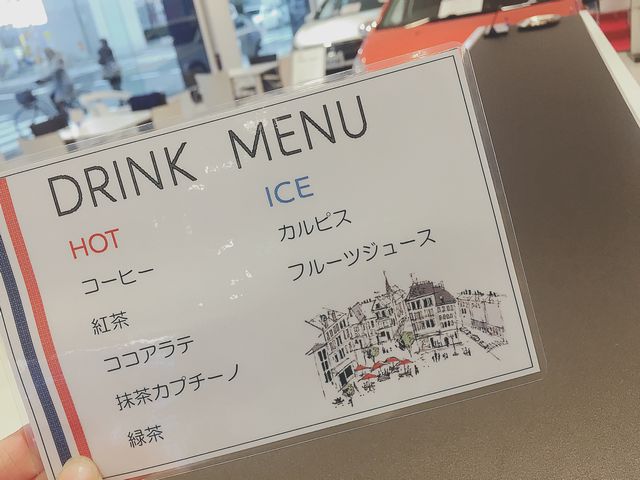 DRINK MENU
HOT
コーヒー
紅茶
ココアラテ
抹茶カプチーノ
緑茶
ICE
カルピス
フルーツジュース